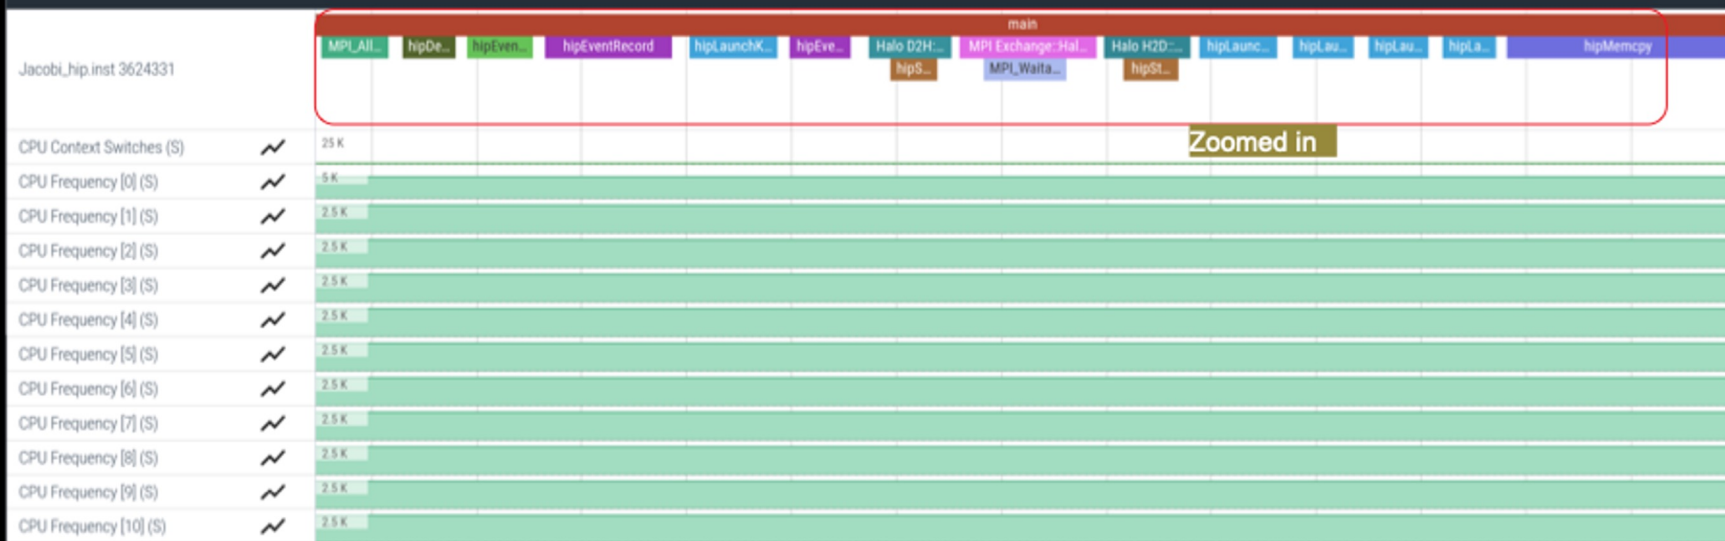 main
MPI_All... hipDe... hipEven... hipEventRecord hipLaunchK... hipEve... Halo D2H:... MPI Exchange::Hal... Halo H2D::... hipLaunc... hipLau... hipLau... hipLa... hipMemcpy
Jacobi_hip.inst 3624331 hipS... MPI_Waita... hipSt...
Zoomed in
CPU Context Switches (S) 25 K
CPU Frequency [0] (S) 5 K
CPU Frequency [1] (S) 2.5 K
CPU Frequency [2] (S) 2.5 K
CPU Frequency [3] (S) 2.5 K
CPU Frequency [4] (S) 2.5 K
CPU Frequency [5] (S) 2.5 K
CPU Frequency [6] (S) 2.5 K
CPU Frequency [7] (S) 2.5 K
CPU Frequency [8] (S) 2.5 K
CPU Frequency [9] (S) 2.5 K
CPU Frequency [10] (S) 2.5 K